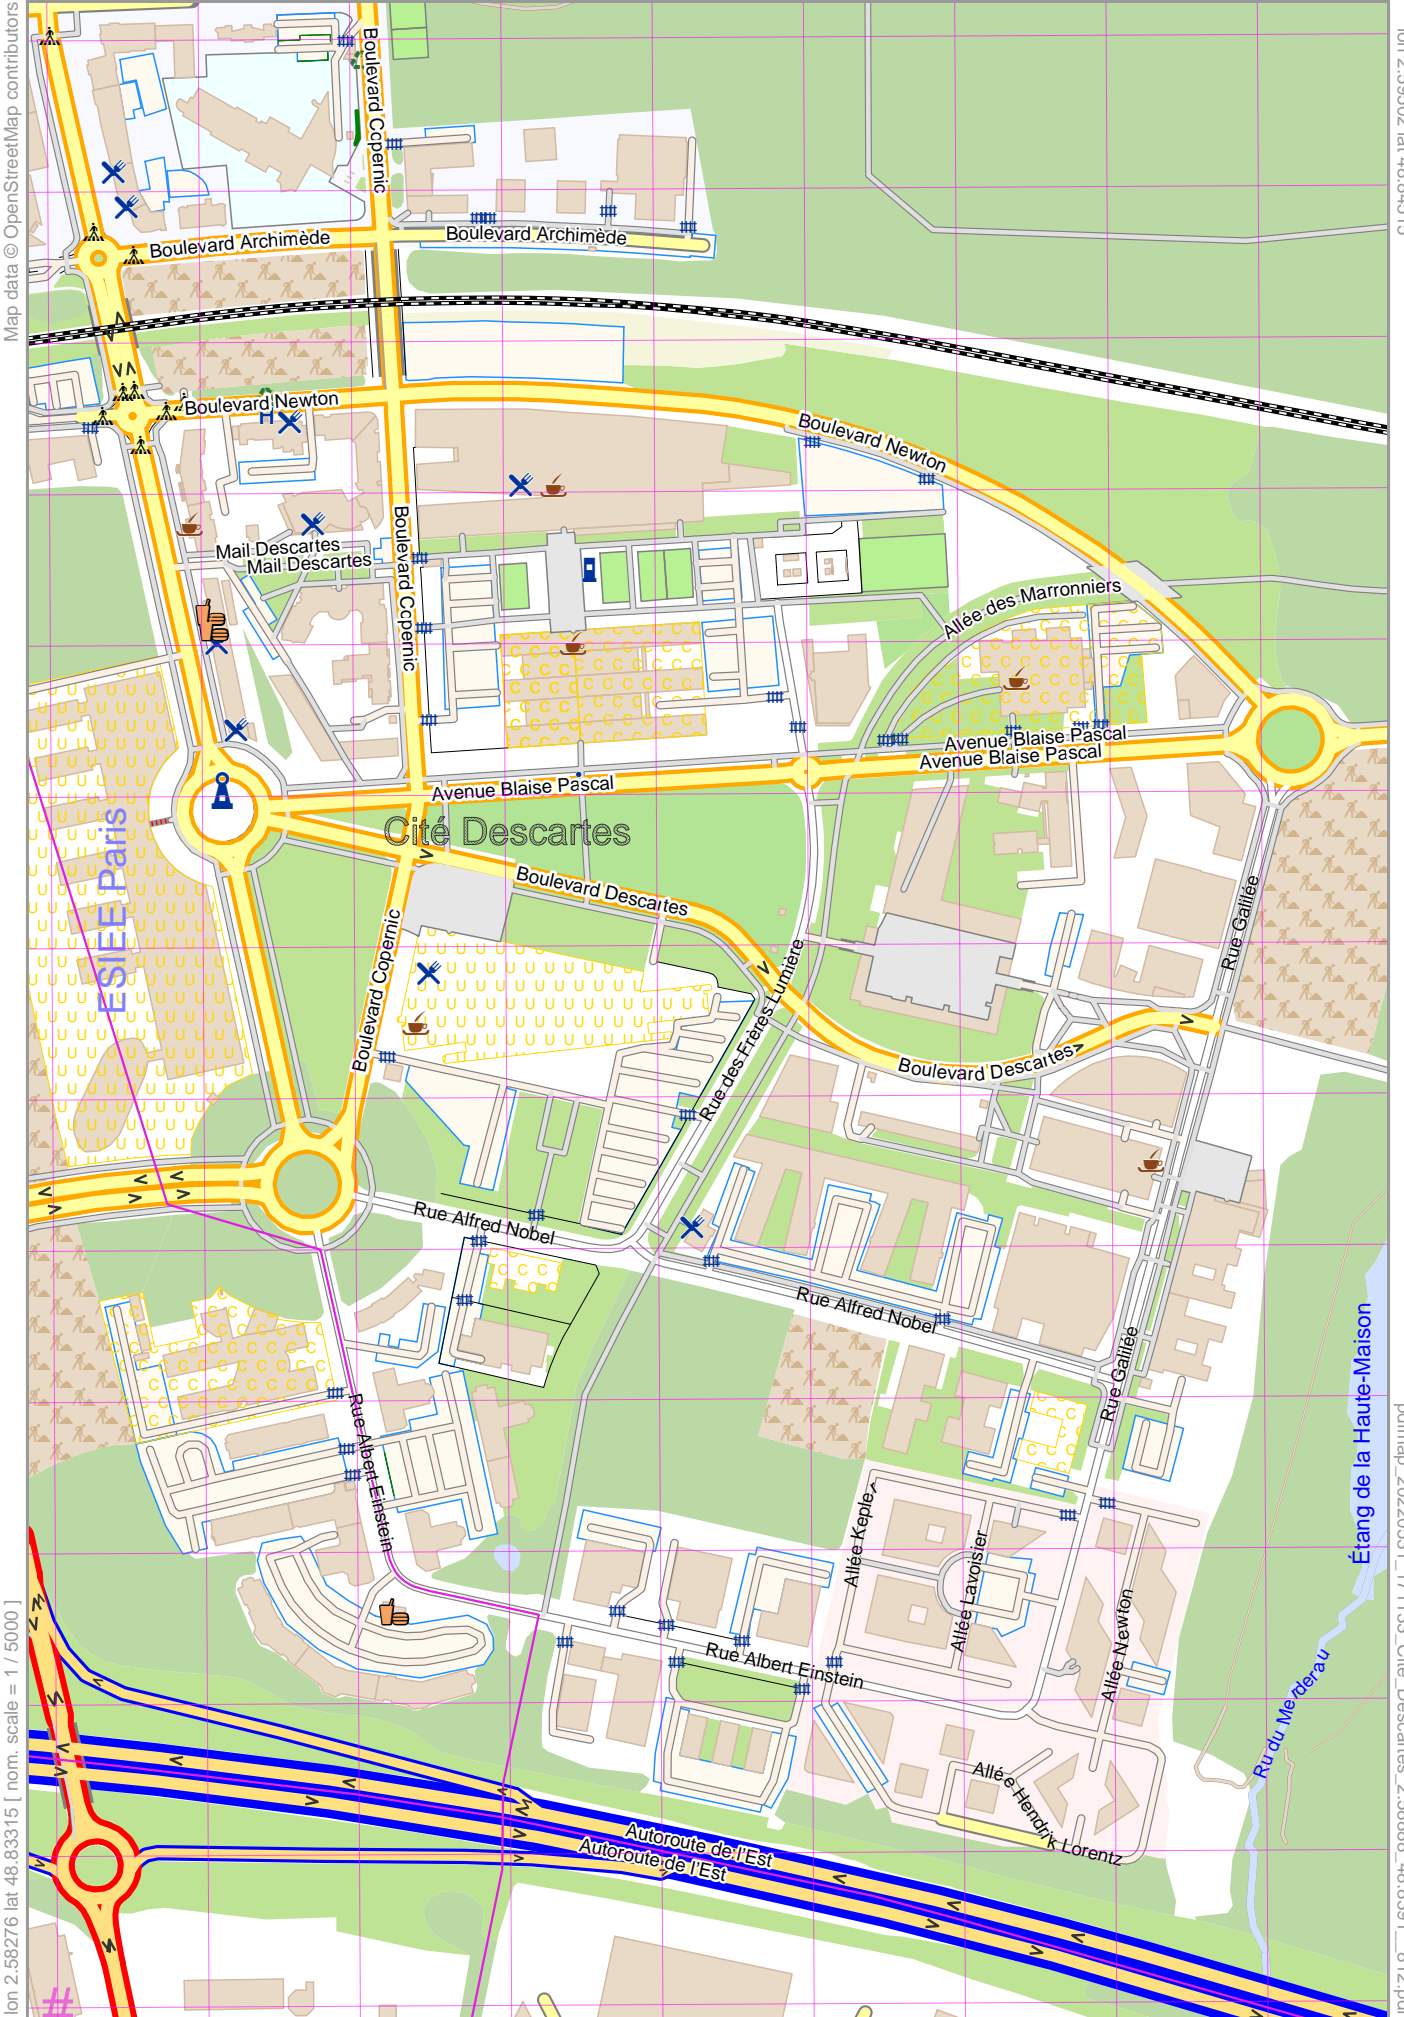 Map data © OpenStreetMap contributors
Boulevard Copernic
Boulevard Archimède
Boulevard Archimède
Boulevard Newton
Boulevard Newton
H
Boulevard Copernic
Mail Descartes
Mail Descartes
Allée des Marronniers
Avenue Blaise Pascal
Avenue Blaise Pascal
Avenue Blaise Pascal
Cité Descartes
ESIEE Paris
Boulevard Descartes
Rue Galilée
Boulevard Copernic
Rue des Frères Lumière
Boulevard Descartes
Rue Alfred Nobel
Rue Alfred Nobel
Rue Galilée
Étang de la Haute-Maison
Rue Albert Einstein
Allée Keple
Allée Lavoisier
Allée Newton
Rue Albert Einstein
Ru du Merderau
Allée Hendrik Lorentz
Autoroute de l'Est
Autoroute de l'Est
lon 2.58276 lat 48.83315 [ nom. scale = 1 / 5000 ]
#